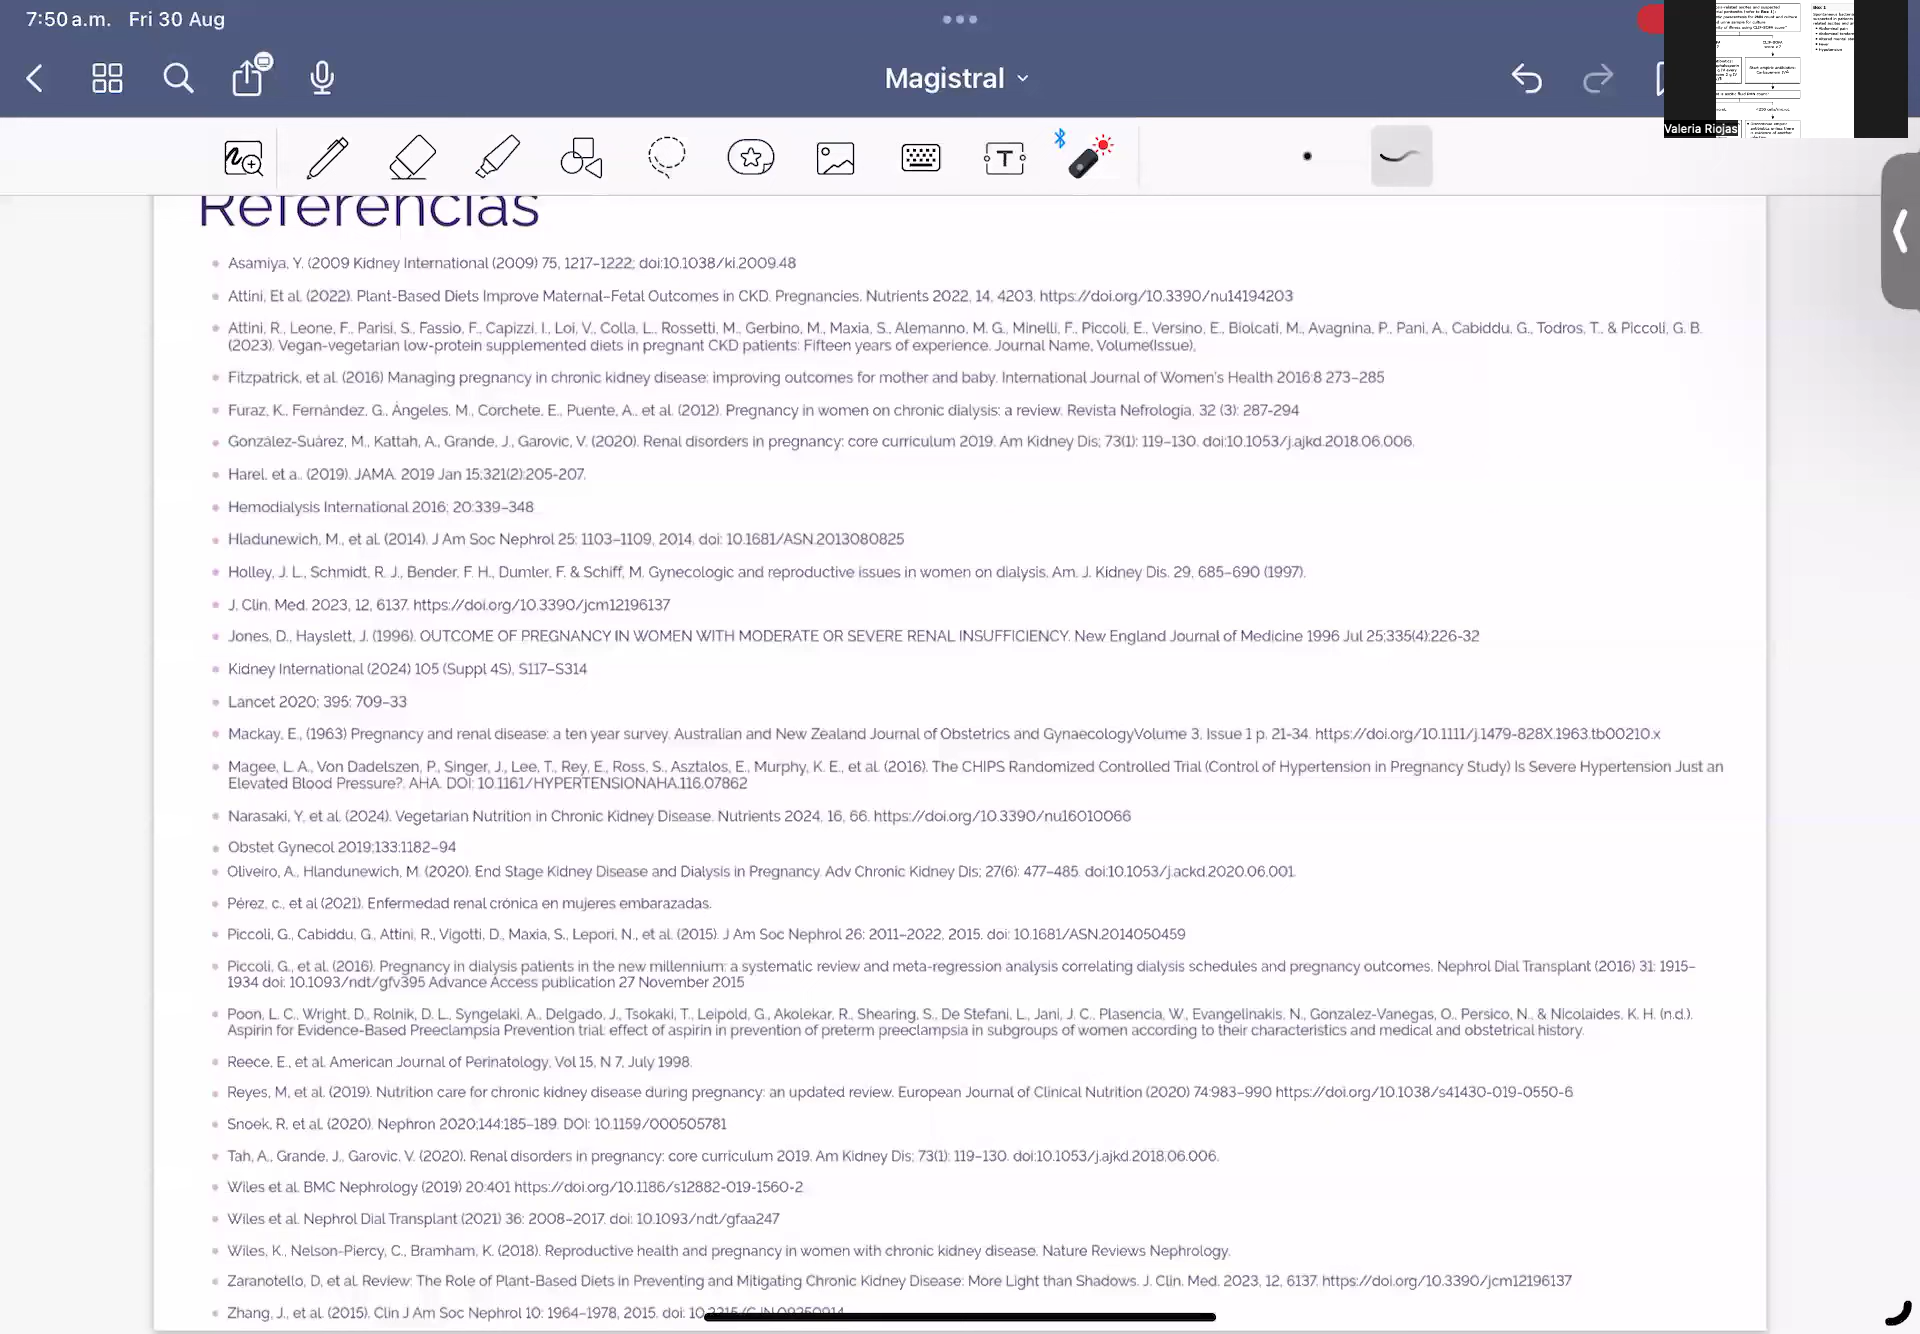 7:50 a.m. Fri 30 Aug
Magistral
Valeria Riojas
Box 1
Referencias
Asamiya, Y. (2009 Kidney International (2009) 75, 1217–1222; doi:10.1038/ki.2009.48
Attini, Et al. (2022). Plant-Based Diets Improve Maternal–Fetal Outcomes in CKD. Pregnancies. Nutrients 2022, 14, 4203. https://doi.org/10.3390/nu14194203
Attini, R., Leone, F., Parisi, S., Fassio, F., Capizzi, I., Loi, V., Colla, L., Rossetti, M., Gerbino, M., Maxia, S., Alemanno, M. G., Minelli, F., Piccoli, E., Versino, E., Biolcati, M., Avagnina, P., Pani, A., Cabiddu, G., Todros, T., & Piccoli, G. B.
(2023). Vegan-vegetarian low-protein supplemented diets in pregnant CKD patients: Fifteen years of experience. Journal Name, Volume(Issue),
Fitzpatrick, et al. (2016) Managing pregnancy in chronic kidney disease: improving outcomes for mother and baby. International Journal of Women's Health 2016:8 273–285
Furaz, K., Fernández, G., Ángeles, M., Corchete, E., Puente, A., et al. (2012). Pregnancy in women on chronic dialysis: a review. Revista Nefrología, 32 (3): 287-294
González-Suárez, M., Kattah, A., Grande, J., Garovic, V. (2020). Renal disorders in pregnancy: core curriculum 2019. Am Kidney Dis; 73(1): 119–130. doi:10.1053/j.ajkd.2018.06.006.
Harel, et a.. (2019). JAMA. 2019 Jan 15;321(2):205-207.
Hemodialysis International 2016; 20:339–348
Hladunewich, M., et al. (2014). J Am Soc Nephrol 25: 1103–1109, 2014. doi: 10.1681/ASN.2013080825
Holley, J. L., Schmidt, R. J., Bender, F. H., Dumler, F. & Schiff, M. Gynecologic and reproductive issues in women on dialysis. Am. J. Kidney Dis. 29, 685–690 (1997).
J. Clin. Med. 2023, 12, 6137. https://doi.org/10.3390/jcm12196137
Jones, D., Hayslett, J. (1996). OUTCOME OF PREGNANCY IN WOMEN WITH MODERATE OR SEVERE RENAL INSUFFICIENCY. New England Journal of Medicine 1996 Jul 25;335(4):226-32
Kidney International (2024) 105 (Suppl 4S), S117–S314
Lancet 2020; 395: 709–33
Mackay, E., (1963) Pregnancy and renal disease: a ten year survey. Australian and New Zealand Journal of Obstetrics and GynaecologyVolume 3, Issue 1 p. 21-34. https://doi.org/10.1111/j.1479-828X.1963.tb00210.x
Magee, L. A., Von Dadelszen, P., Singer, J., Lee, T., Rey, E., Ross, S., Asztalos, E., Murphy, K. E., et al. (2016). The CHIPS Randomized Controlled Trial (Control of Hypertension in Pregnancy Study) Is Severe Hypertension Just an
Elevated Blood Pressure?. AHA. DOI: 10.1161/HYPERTENSIONAHA.116.07862
Narasaki, Y, et al. (2024). Vegetarian Nutrition in Chronic Kidney Disease. Nutrients 2024, 16, 66. https://doi.org/10.3390/nu16010066
Obstet Gynecol 2019;133:1182–94
Oliveiro, A., Hlandunewich, M. (2020). End Stage Kidney Disease and Dialysis in Pregnancy. Adv Chronic Kidney Dis; 27(6): 477–485. doi:10.1053/j.ackd.2020.06.001.
Pérez, c., et al (2021). Enfermedad renal crónica en mujeres embarazadas.
Piccoli, G., Cabiddu, G., Attini, R., Vigotti, D., Maxia, S., Lepori, N., et al. (2015). J Am Soc Nephrol 26: 2011–2022, 2015. doi: 10.1681/ASN.2014050459
Piccoli, G., et al. (2016). Pregnancy in dialysis patients in the new millennium: a systematic review and meta-regression analysis correlating dialysis schedules and pregnancy outcomes. Nephrol Dial Transplant (2016) 31: 1915–
1934 doi: 10.1093/ndt/gfv395 Advance Access publication 27 November 2015
Poon, L. C., Wright, D., Rolnik, D. L., Syngelaki, A., Delgado, J., Tsokaki, T., Leipold, G., Akolekar, R., Shearing, S., De Stefani, L., Jani, J. C., Plasencia, W., Evangelinakis, N., Gonzalez-Vanegas, O., Persico, N., & Nicolaides, K. H. (n.d.).
Aspirin for Evidence-Based Preeclampsia Prevention trial: effect of aspirin in prevention of preterm preeclampsia in subgroups of women according to their characteristics and medical and obstetrical history.
Reece, E., et al. American Journal of Perinatology, Vol 15, N 7, July 1998.
Reyes, M, et al. (2019). Nutrition care for chronic kidney disease during pregnancy: an updated review. European Journal of Clinical Nutrition (2020) 74:983–990 https://doi.org/10.1038/s41430-019-0550-6
Snoek, R, et al. (2020). Nephron 2020;144:185–189. DOI: 10.1159/000505781
Tah, A., Grande, J., Garovic, V. (2020). Renal disorders in pregnancy: core curriculum 2019. Am Kidney Dis; 73(1): 119–130. doi:10.1053/j.ajkd.2018.06.006.
Wiles et al. BMC Nephrology (2019) 20:401 https://doi.org/10.1186/s12882-019-1560-2
Wiles et al. Nephrol Dial Transplant (2021) 36: 2008–2017. doi: 10.1093/ndt/gfaa247
Wiles, K., Nelson-Piercy, C., Bramham, K. (2018). Reproductive health and pregnancy in women with chronic kidney disease. Nature Reviews Nephrology.
Zaranotello, D, et al. Review: The Role of Plant-Based Diets in Preventing and Mitigating Chronic Kidney Disease: More Light than Shadows. J. Clin. Med. 2023, 12, 6137. https://doi.org/10.3390/jcm12196137
Zhang, J., et al. (2015). Clin J Am Soc Nephrol 10: 1964–1978, 2015. doi: